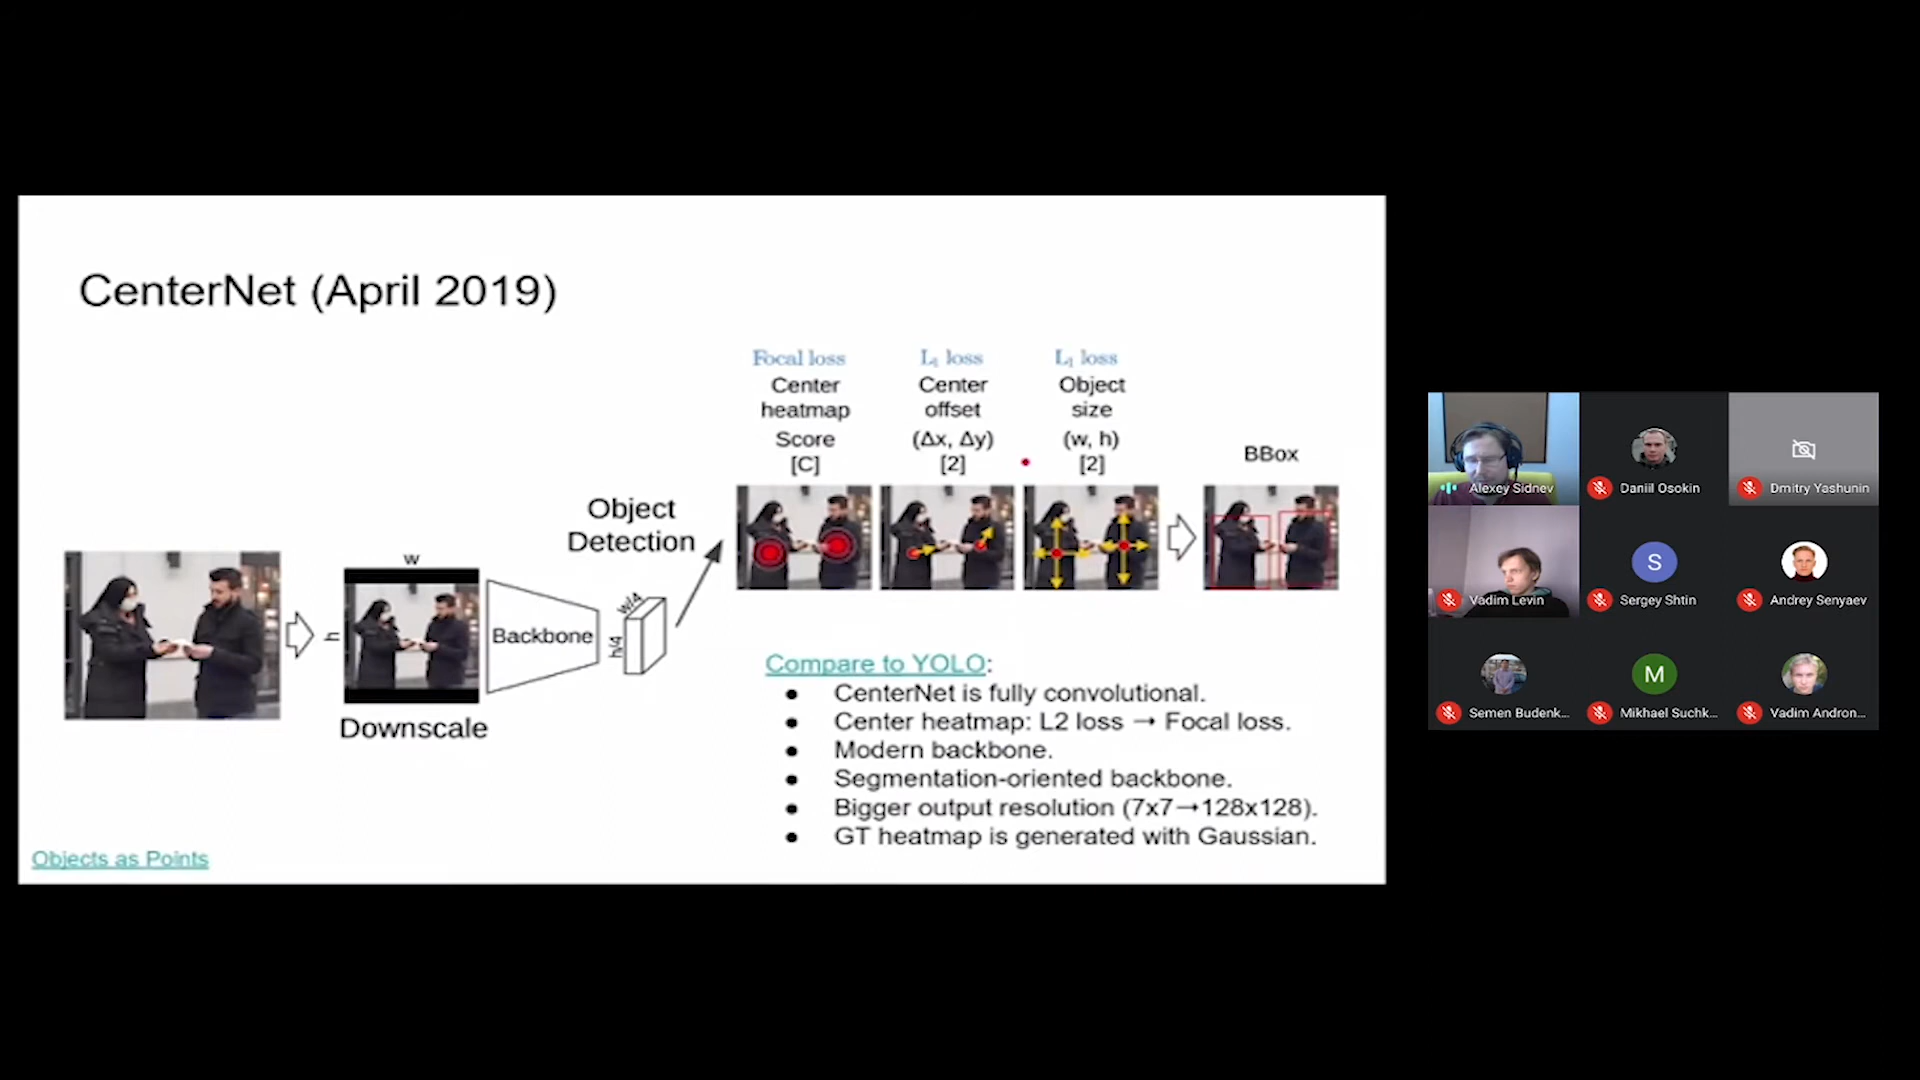 CenterNet (April 2019)
Focal loss
Center
heatmap
Score
[C]
L₁ loss
Center
offset
(Δx, Δy)
[2]
L₁ loss
Object
size
(w, h)
[2]
BBox
Object
Detection
w
h
Backbone
w/4
h/4
Downscale
Compare to YOLO:
● CenterNet is fully convolutional.
● Center heatmap: L2 loss → Focal loss.
● Modern backbone.
● Segmentation-oriented backbone.
● Bigger output resolution (7x7→128x128).
● GT heatmap is generated with Gaussian.
Objects as Points
Alexey Sidnev
Daniil Osokin
Dmitry Yashunin
Vadim Levin
S
Sergey Shtin
Andrey Senyaev
Semen Budenk...
M
Mikhael Suchk...
Vadim Andron...